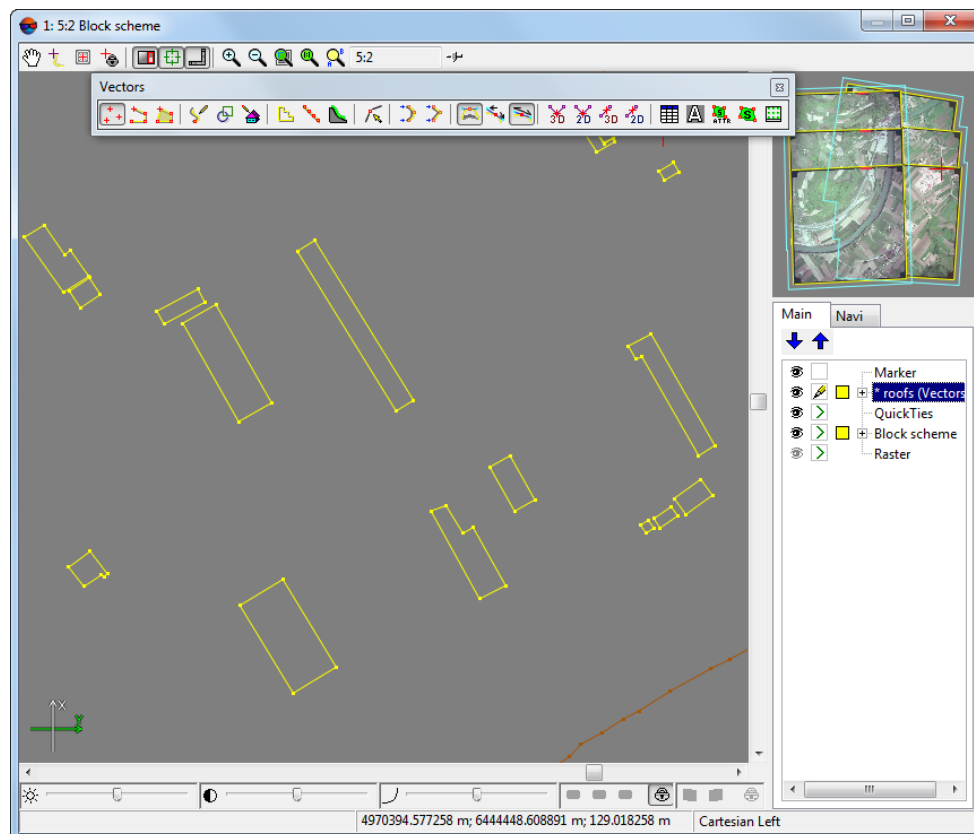 1: 5:2 Block scheme
5:2
Vectors
3D 2D 3D 2D A S ATTR S
Main Navi
Marker
* roofs (Vectors
QuickTies
Block scheme
Raster
X
Y
4970394.577258 m; 6444448.608891 m; 129.018258 m Cartesian Left